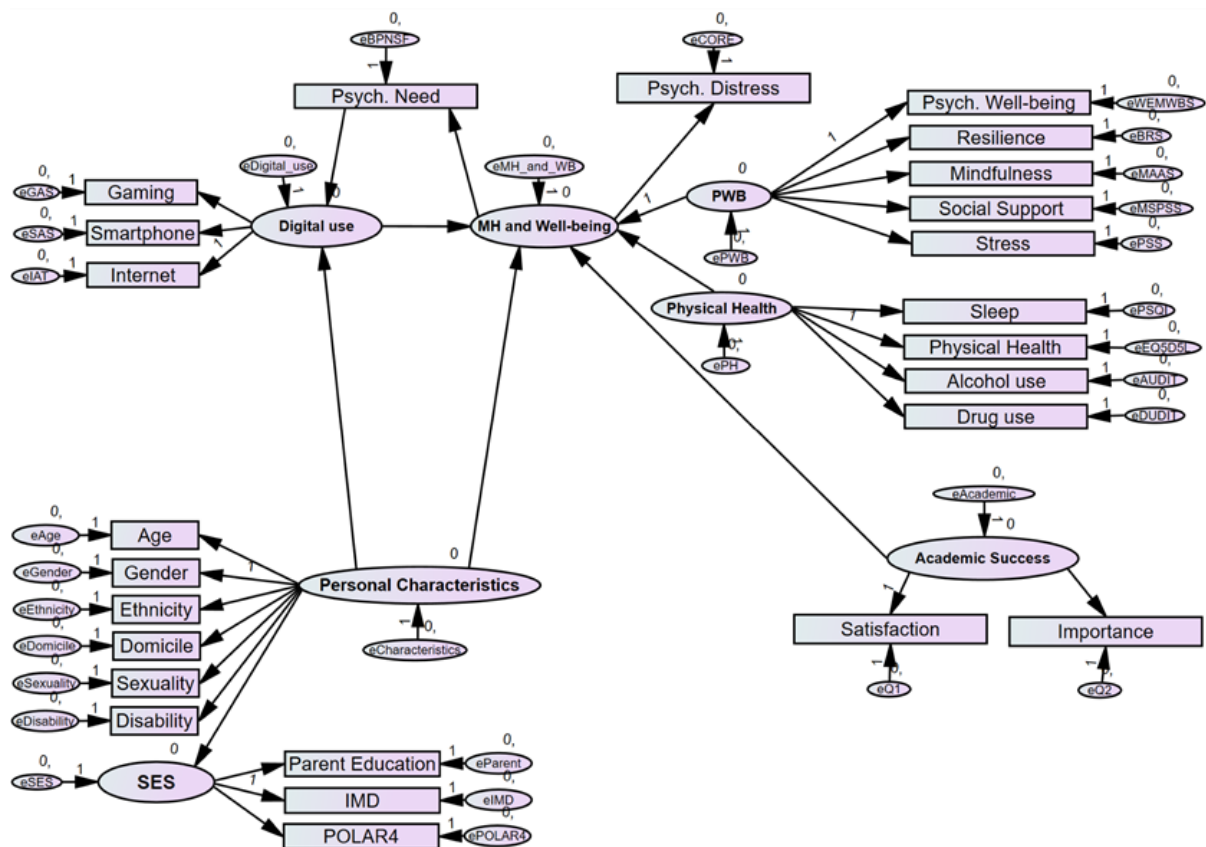 0,
eBPNSF
1
Psych. Need
0,
eCORE
1
Psych. Distress
0,
eDigital_use
1
0
Digital use
0,
eMH_and_WB
1
0
MH and Well-being
0,
eGAS
1
Gaming
0,
eSAS
1
Smartphone
0,
eIAT
1
Internet
1
1
0
PWB
1
0,
ePWB
1
Psych. Well-being
1
0,
eWEMWBS
Resilience
1
0,
eBRS
Mindfulness
1
0,
eMAAS
Social Support
1
0,
eMSPSS
Stress
1
0,
ePSS
0
Physical Health
1
0,
ePH
1
Sleep
1
0,
ePSQI
Physical Health
1
0,
eEQ5D5L
Alcohol use
1
0,
eAUDIT
Drug use
1
0,
eDUDIT
0,
eAcademic
1
0
Academic Success
1
Satisfaction
1
0,
eQ1
Importance
1
0,
eQ2
0,
eAge
1
Age
0,
eGender
1
Gender
0,
eEthnicity
1
Ethnicity
0,
eDomicile
1
Domicile
0,
eSexuality
1
Sexuality
0,
eDisability
1
Disability
1
0
Personal Characteristics
1
0,
eCharacteristics
0,
eSES
1
0
SES
1
Parent Education
1
0,
eParent
IMD
1
0,
eIMD
POLAR4
1
0,
ePOLAR4